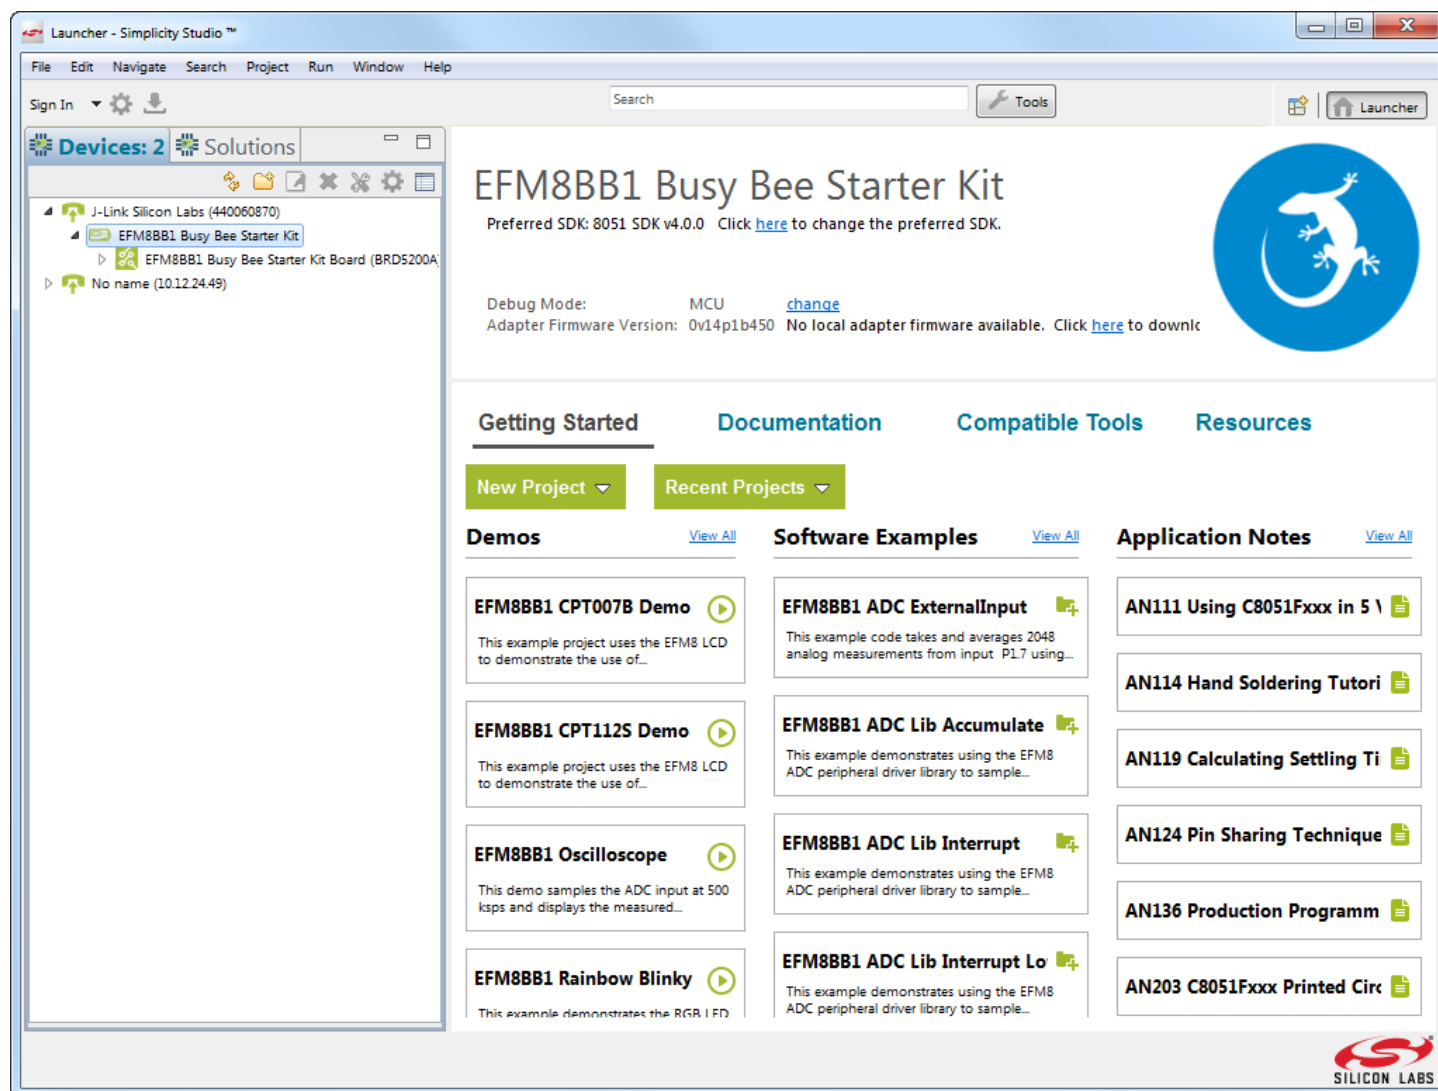 Launcher - Simplicity Studio ™
File Edit Navigate Search Project Run Window Help
Sign In
Search
Tools
Launcher
Devices: 2
Solutions
J-Link Silicon Labs (440060870)
EFM8BB1 Busy Bee Starter Kit
EFM8BB1 Busy Bee Starter Kit Board (BRD5200A
No name (10.12.24.49)
EFM8BB1 Busy Bee Starter Kit
Preferred SDK: 8051 SDK v4.0.0 Click here to change the preferred SDK.
Debug Mode: MCU change
Adapter Firmware Version: 0v14p1b450 No local adapter firmware available. Click here to downlc
Getting Started
Documentation
Compatible Tools
Resources
New Project
Recent Projects
Demos
View All
EFM8BB1 CPT007B Demo
This example project uses the EFM8 LCD
to demonstrate the use of...
EFM8BB1 CPT112S Demo
This example project uses the EFM8 LCD
to demonstrate the use of...
EFM8BB1 Oscilloscope
This demo samples the ADC input at 500
ksps and displays the measured...
EFM8BB1 Rainbow Blinky
This example demonstrates the RGB LED
Software Examples
View All
EFM8BB1 ADC ExternalInput
This example code takes and averages 2048
analog measurements from input P1.7 using...
EFM8BB1 ADC Lib Accumulate
This example demonstrates using the EFM8
ADC peripheral driver library to sample...
EFM8BB1 ADC Lib Interrupt
This example demonstrates using the EFM8
ADC peripheral driver library to sample...
EFM8BB1 ADC Lib Interrupt Lo
This example demonstrates using the EFM8
ADC peripheral driver library to sample...
Application Notes
View All
AN111 Using C8051Fxxx in 5 V
AN114 Hand Soldering Tutori
AN119 Calculating Settling Ti
AN124 Pin Sharing Technique
AN136 Production Programm
AN203 C8051Fxxx Printed Circ
SILICON LABS